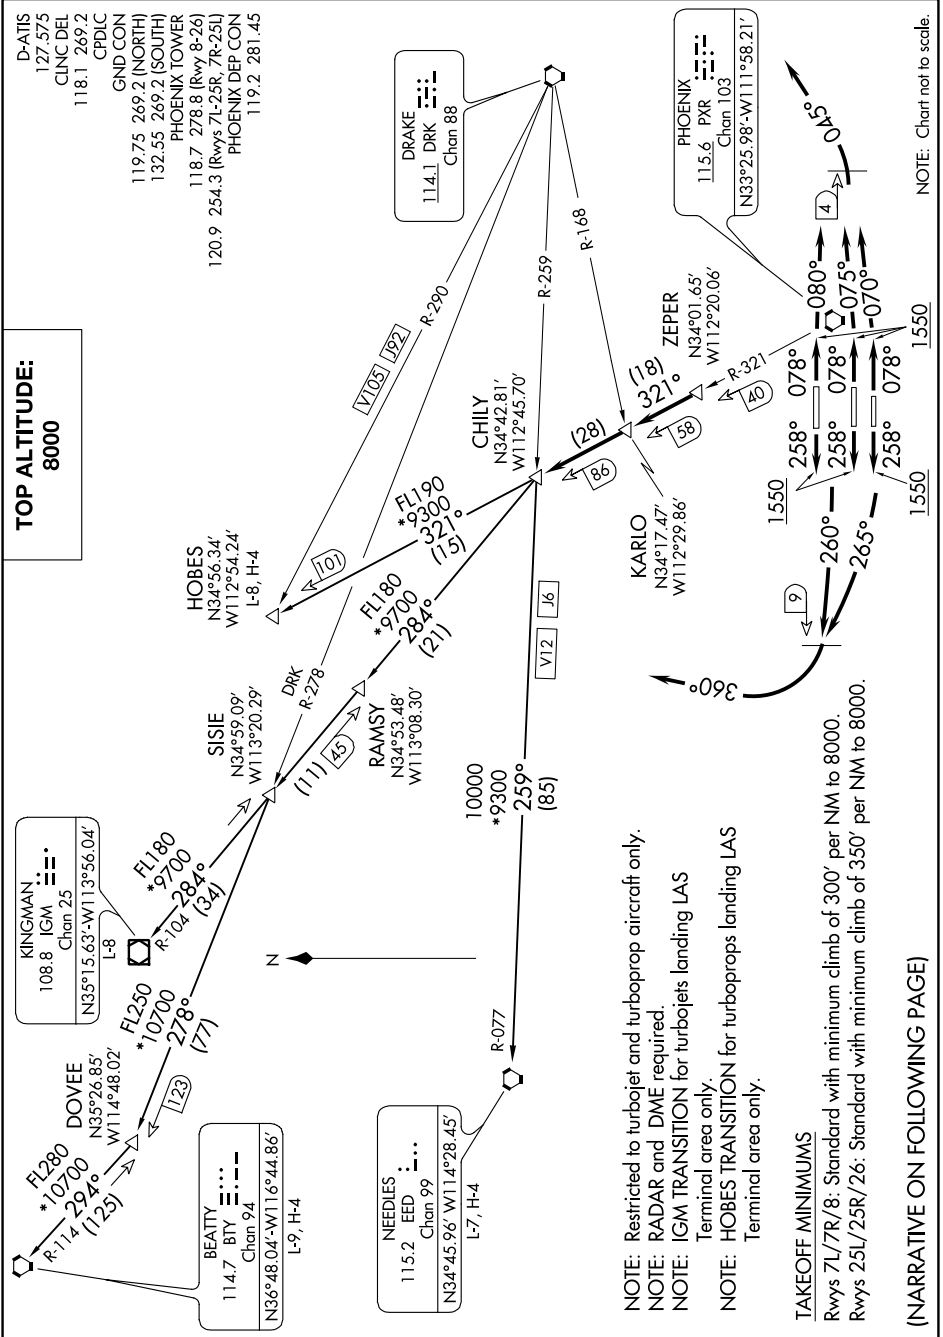 TOP ALTITUDE:
8000
D-ATIS
127.575
CLNC DEL
118.1 269.2
CPDLC
GND CON
119.75 269.2 (NORTH)
132.55 269.2 (SOUTH)
PHOENIX TOWER
118.7 278.8 (Rwy 8-26)
120.9 254.3 (Rwys 7L-25R, 7R-25L)
PHOENIX DEP CON
119.2 281.45
FL280
*10700
294°
(125)
R-114
DOVEE
N35°26.85'
W114°48.02'
123
BEATTY
114.7 BTY
Chan 94
N36°48.04'-W116°44.86'
L-9, H-4
KINGMAN
108.8 IGM
Chan 25
N35°15.63'-W113°56.04'
L-8
FL250
*10700
278°
(77)
FL180
*9700
284°
(34)
R-104
SISIE
N34°59.09'
W113°20.29'
(11)
45
DRK
R-278
HOBES
N34°56.34'
W112°54.24'
L-8, H-4
101
RAMSY
N34°53.48'
W113°08.30'
FL180
*9700
284°
(21)
FL190
*9300
321°
(15)
V105
J92
R-290
DRAKE
114.1 DRK
Chan 88
R-259
R-168
CHILY
N34°42.81'
W112°45.70'
(28)
86
N
NEEDLES
115.2 EED
Chan 99
N34°45.96' W114°28.45'
L-7, H-4
R-077
10000
*9300
259°
(85)
V12
J6
KARLO
N34°17.47'
W112°29.86'
58
(18)
321°
ZEPER
N34°01.65'
W112°20.06'
40
R-321
PHOENIX
115.6 PXR
Chan 103
N33°25.98'-W111°58.21'
360°
9
260°
265°
1550
1550
258°
258°
258°
078°
078°
078°
080°
075°
070°
1550
4
045°
NOTE: Chart not to scale.
NOTE: Restricted to turbojet and turboprop aircraft only.
NOTE: RADAR and DME required.
NOTE: IGM TRANSITION for turbojets landing LAS
Terminal area only.
NOTE: HOBES TRANSITION for turboprops landing LAS
Terminal area only.
TAKEOFF MINIMUMS
Rwys 7L/7R/8: Standard with minimum climb of 300' per NM to 8000.
Rwys 25L/25R/26: Standard with minimum climb of 350' per NM to 8000.
(NARRATIVE ON FOLLOWING PAGE)